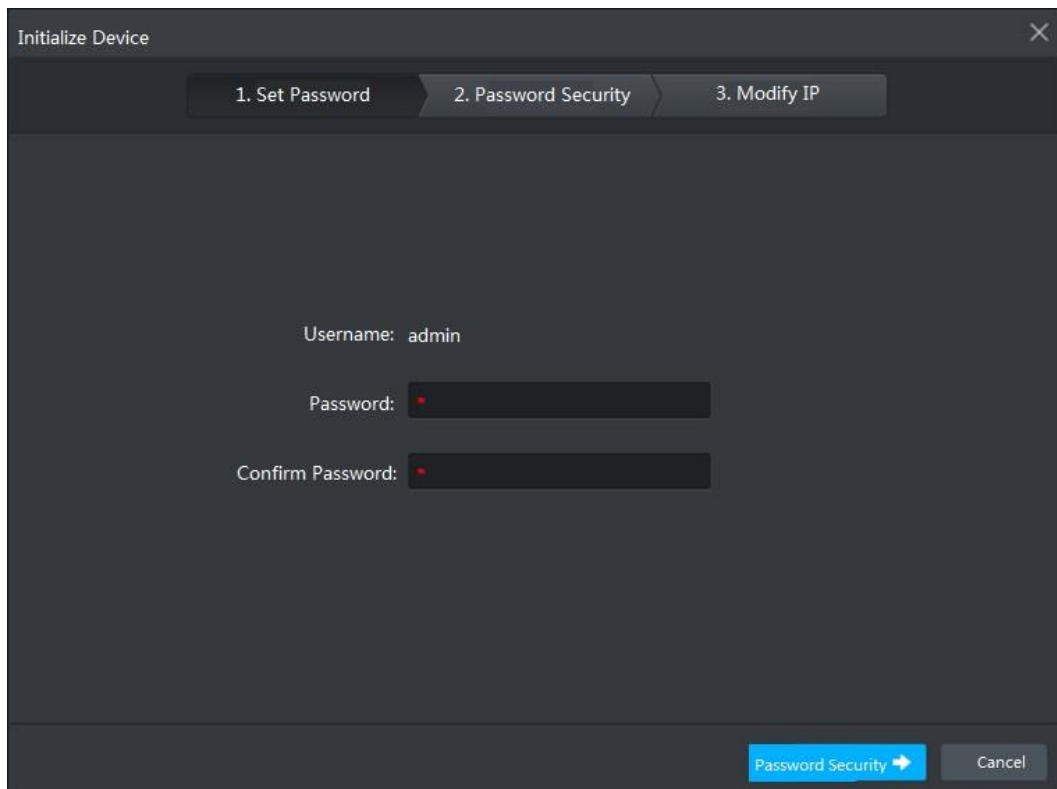 Initialize Device
1. Set Password
2. Password Security
3. Modify IP
Username: admin
Password: *
Confirm Password: *
Password Security
Cancel